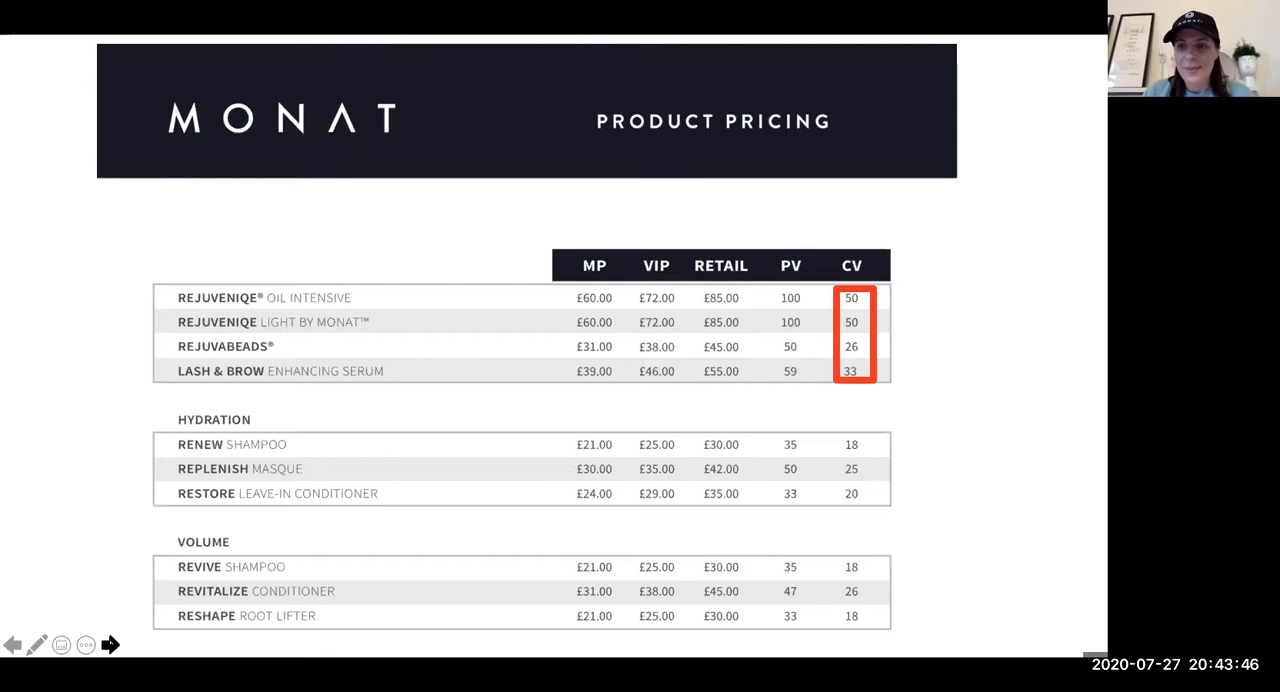 MONAT
PRODUCT PRICING
MP VIP RETAIL PV CV
REJUVENIQE® OIL INTENSIVE £60.00 £72.00 £85.00 100 50
REJUVENIQE LIGHT BY MONAT™ £60.00 £72.00 £85.00 100 50
REJUVABEADS® £31.00 £38.00 £45.00 50 26
LASH & BROW ENHANCING SERUM £39.00 £46.00 £55.00 59 33
HYDRATION
RENEW SHAMPOO £21.00 £25.00 £30.00 35 18
REPLENISH MASQUE £30.00 £35.00 £42.00 50 25
RESTORE LEAVE-IN CONDITIONER £24.00 £29.00 £35.00 33 20
VOLUME
REVIVE SHAMPOO £21.00 £25.00 £30.00 35 18
REVITALIZE CONDITIONER £31.00 £38.00 £45.00 47 26
RESHAPE ROOT LIFTER £21.00 £25.00 £30.00 33 18
2020-07-27 20:43:46